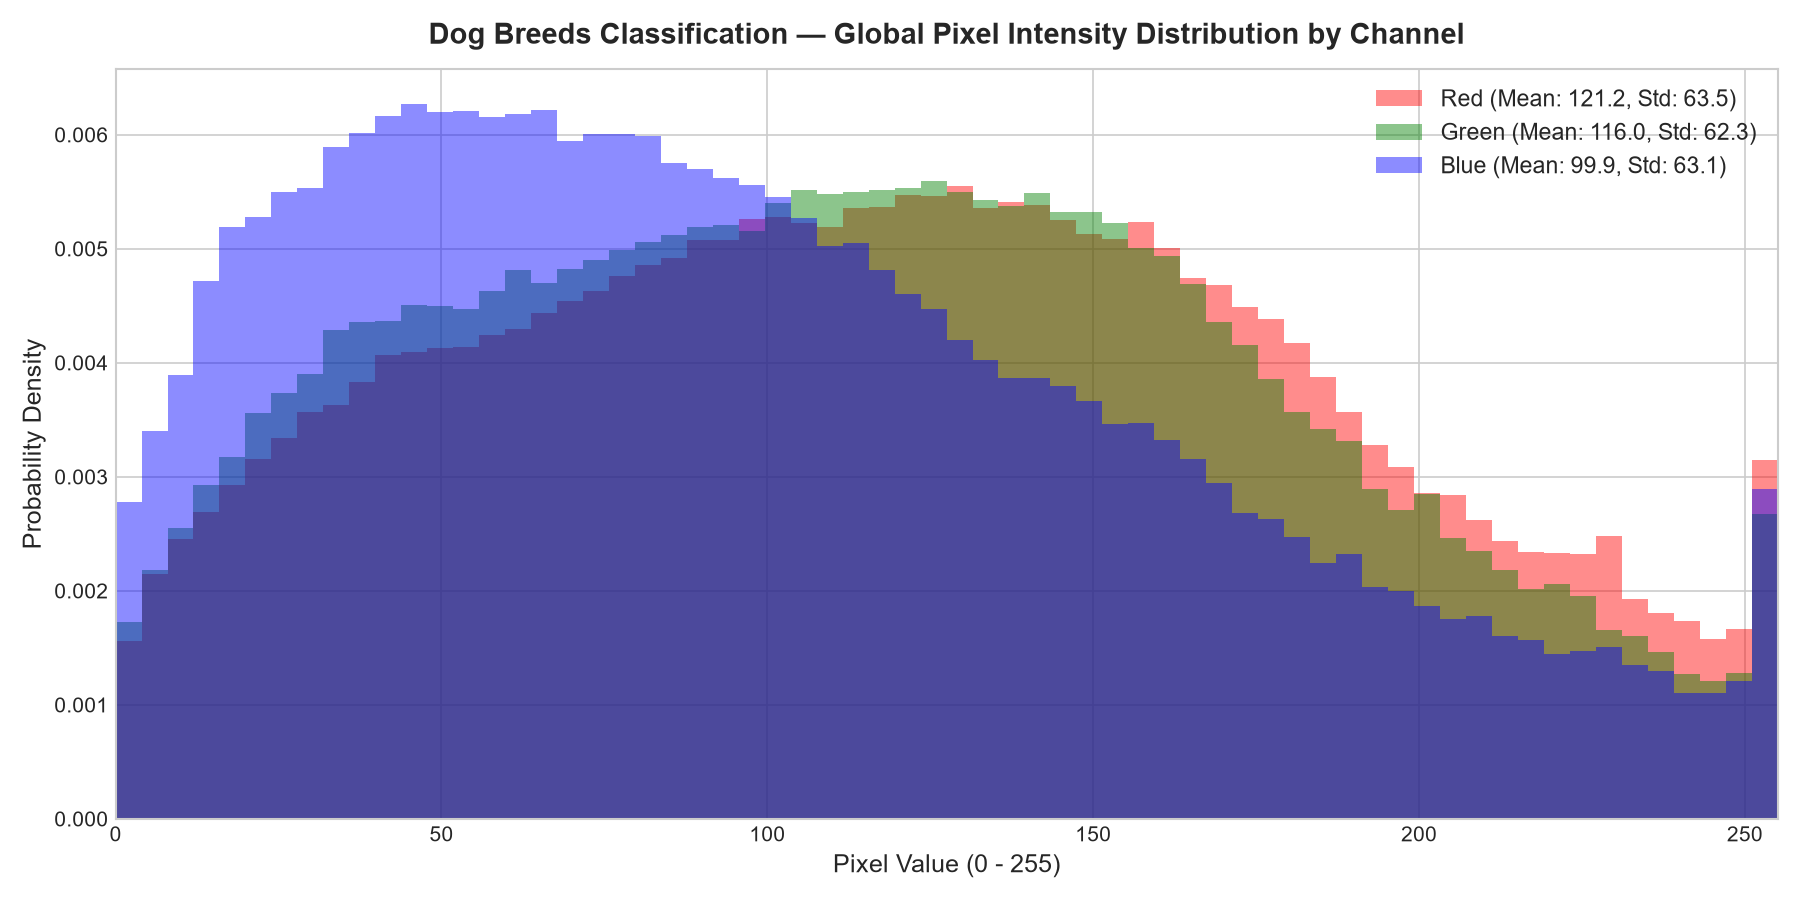 Dog Breeds Classification — Global Pixel Intensity Distribution by Channel
Red (Mean: 121.2, Std: 63.5)
Green (Mean: 116.0, Std: 62.3)
Blue (Mean: 99.9, Std: 63.1)
Probability Density
0.006
0.005
0.004
0.003
0.002
0.001
0.000
0 50 100 150 200 250
Pixel Value (0 - 255)